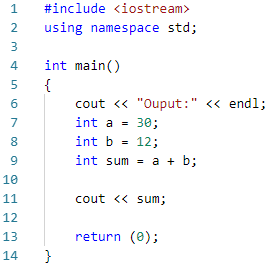 1 #include <iostream>
2 using namespace std;
3
4 int main()
5 {
6 cout << "Ouput:" << endl;
7 int a = 30;
8 int b = 12;
9 int sum = a + b;
10
11 cout << sum;
12
13 return (0);
14 }